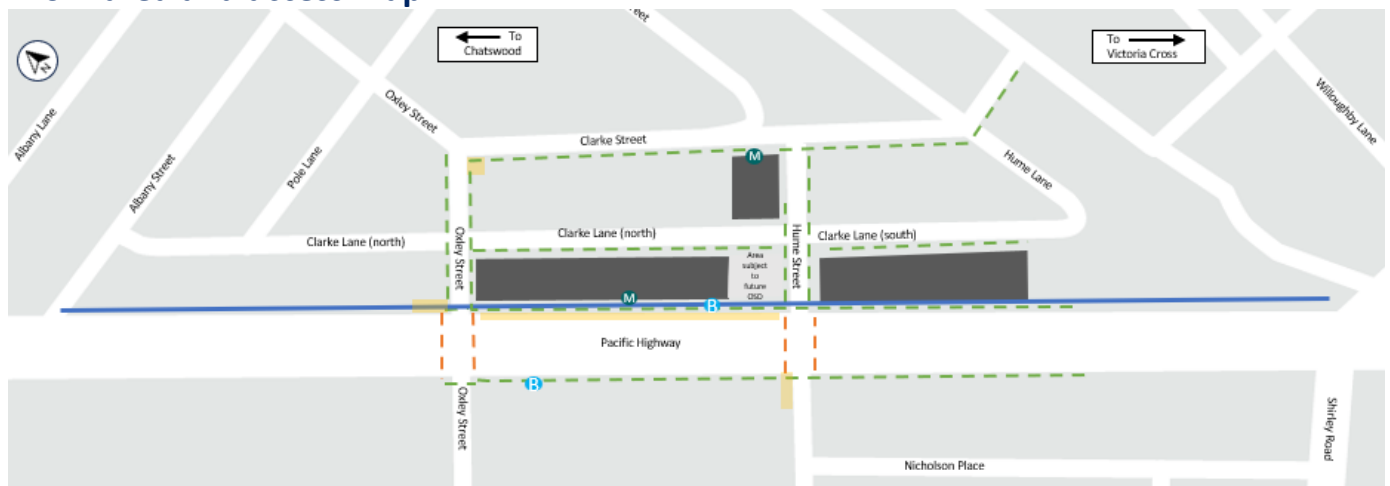 To
Chatswood
To
Victoria Cross
N
Albany Lane
Oxley Street
Willoughby Lane
Clarke Street
M
Albany Street
Pole Lane
Hume Lane
Clarke Lane (north)
Oxley Street
Clarke Lane (north)
Hume Street
Clarke Lane (south)
Area
subject
to
future
OSD
M
B
Pacific Highway
B
Oxley Street
Shirley Road
Nicholson Place